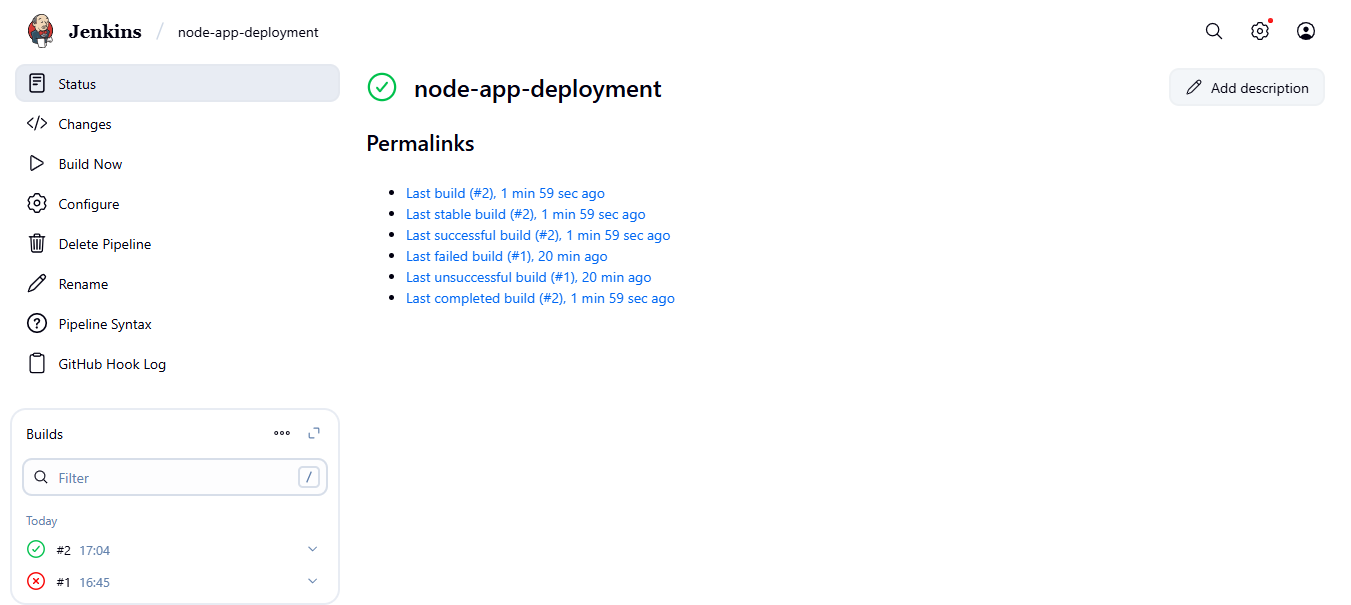 Jenkins / node-app-deployment
Status
Changes
Build Now
Configure
Delete Pipeline
Rename
Pipeline Syntax
GitHub Hook Log
Builds
Filter /
Today
#2 17:04
#1 16:45
node-app-deployment
Add description
Permalinks
Last build (#2), 1 min 59 sec ago
Last stable build (#2), 1 min 59 sec ago
Last successful build (#2), 1 min 59 sec ago
Last failed build (#1), 20 min ago
Last unsuccessful build (#1), 20 min ago
Last completed build (#2), 1 min 59 sec ago